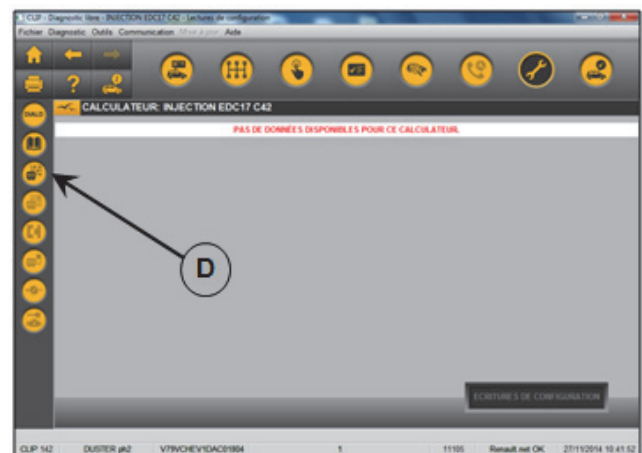 CLIP - Diagnostic libre - INJECTION EDC17 C42 - Lectures de configuration
Fichier Diagnostic Outils Communication Mise à jour Aide
?
DIALO
CALCULATEUR: INJECTION EDC17 C42
PAS DE DONNÉES DISPONIBLES POUR CE CALCULATEUR.
D
ECRITURES DE CONFIGURATION
CLIP 142 DUSTER ph2 1 11105 Renault.net OK 27/11/2014 10:41:52